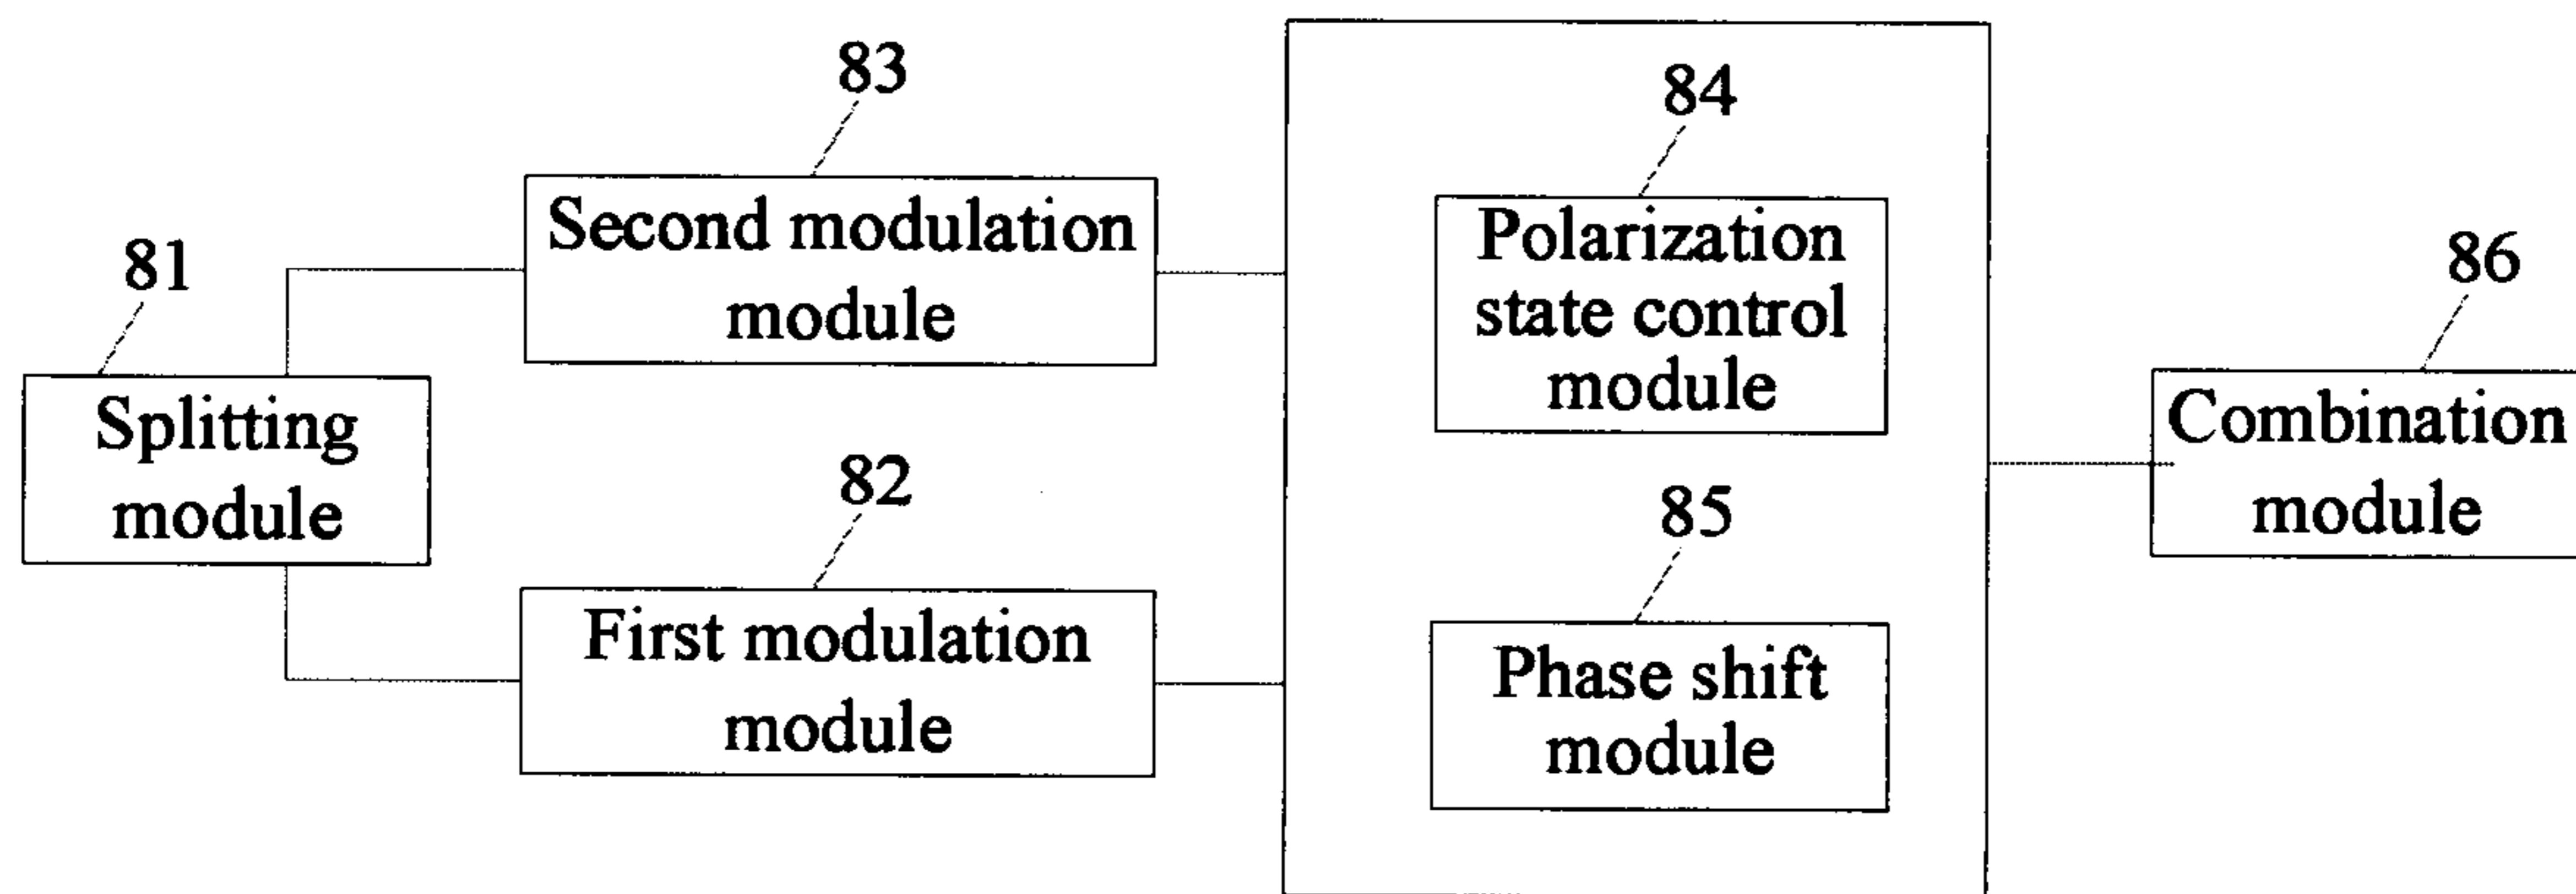 83
84
Second modulation
module
Polarization
state control
module
81
86
Splitting
module
Combination
module
82
85
First modulation
module
Phase shift
module